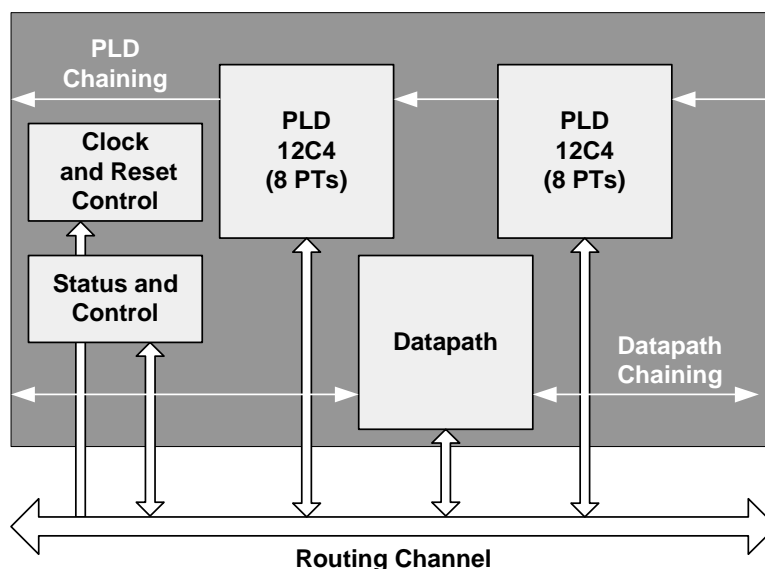 PLD
Chaining
PLD
12C4
(8 PTs)
PLD
12C4
(8 PTs)
Clock
and Reset
Control
Status and
Control
Datapath
Datapath
Chaining
Routing Channel